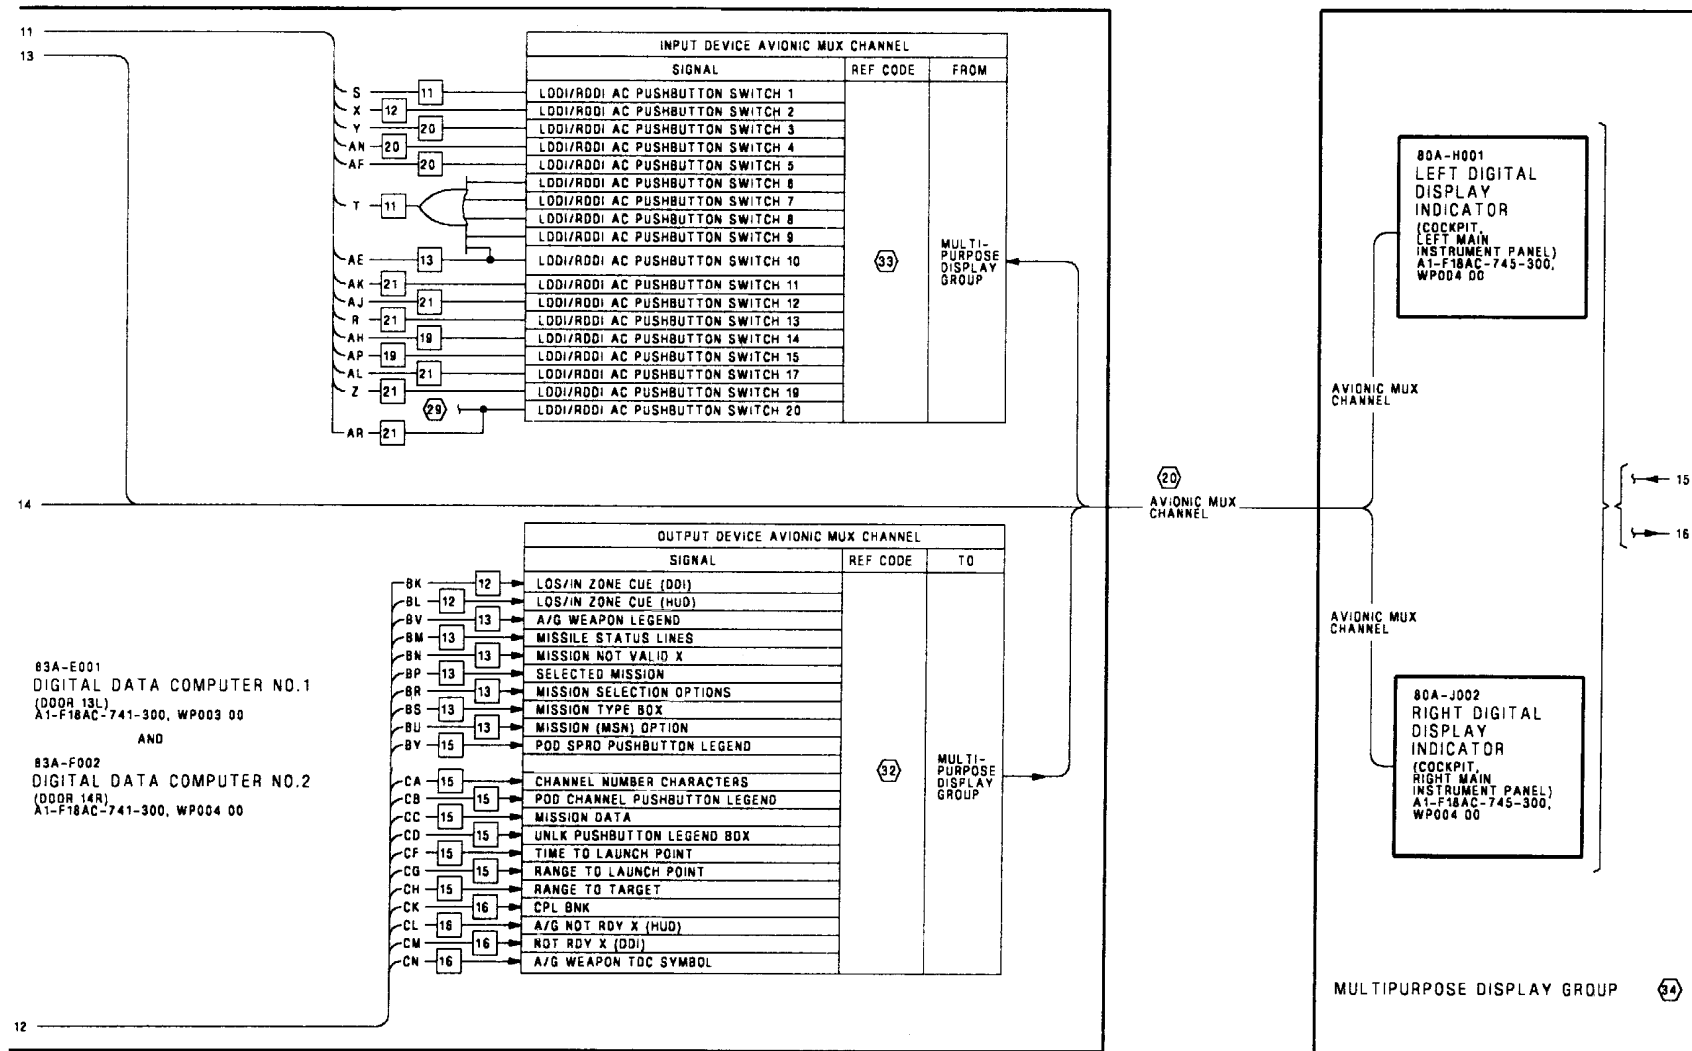 11
13
INPUT DEVICE AVIONIC MUX CHANNEL
SIGNAL REF CODE FROM
S 11 LDDI/RDDI AC PUSHBUTTON SWITCH 1
X 12 LDDI/RDDI AC PUSHBUTTON SWITCH 2
Y 20 LDDI/RDDI AC PUSHBUTTON SWITCH 3
AN 20 LDDI/RDDI AC PUSHBUTTON SWITCH 4
AF 20 LDDI/RDDI AC PUSHBUTTON SWITCH 5
LDDI/RDDI AC PUSHBUTTON SWITCH 6
LDDI/RDDI AC PUSHBUTTON SWITCH 7
T 11
LDDI/RDDI AC PUSHBUTTON SWITCH 8
LDDI/RDDI AC PUSHBUTTON SWITCH 9
AE 13 LDDI/RDDI AC PUSHBUTTON SWITCH 10
AK 21 LDDI/RDDI AC PUSHBUTTON SWITCH 11
AJ 21 LDDI/RDDI AC PUSHBUTTON SWITCH 12
R 21 LDDI/RDDI AC PUSHBUTTON SWITCH 13
AH 19 LDDI/RDDI AC PUSHBUTTON SWITCH 14
AP 19 LDDI/RDDI AC PUSHBUTTON SWITCH 15
AL 21 LDDI/RDDI AC PUSHBUTTON SWITCH 17
Z 21 LDDI/RDDI AC PUSHBUTTON SWITCH 19
29 LDDI/RDDI AC PUSHBUTTON SWITCH 20
AR 21
33
MULTI-
PURPOSE
DISPLAY
GROUP
14
20
AVIONIC MUX
CHANNEL
OUTPUT DEVICE AVIONIC MUX CHANNEL
SIGNAL REF CODE TO
BK 12 LOS/IN ZONE CUE (DDI)
BL 12 LOS/IN ZONE CUE (HUD)
BV 13 A/G WEAPON LEGEND
BM 13 MISSILE STATUS LINES
BN 13 MISSION NOT VALID X
BP 13 SELECTED MISSION
BR 13 MISSION SELECTION OPTIONS
BS 13 MISSION TYPE BOX
BU 13 MISSION (MSN) OPTION
BY 15 POD SPRD PUSHBUTTON LEGEND
CA 15 CHANNEL NUMBER CHARACTERS
CB 15 POD CHANNEL PUSHBUTTON LEGEND
CC 15 MISSION DATA
CD 15 UNLK PUSHBUTTON LEGEND BOX
CF 15 TIME TO LAUNCH POINT
CG 15 RANGE TO LAUNCH POINT
CH 15 RANGE TO TARGET
CK 16 CPL BNK
CL 16 A/G NOT RDY X (HUD)
CM 16 NOT RDY X (DDI)
CN 16 A/G WEAPON TDC SYMBOL
32
MULTI-
PURPOSE
DISPLAY
GROUP
83A-E001
DIGITAL DATA COMPUTER NO.1
(DOOR 13L)
A1-F18AC-741-300, WP003 00
AND
83A-F002
DIGITAL DATA COMPUTER NO.2
(DOOR 14R)
A1-F18AC-741-300, WP004 00
12
80A-H001
LEFT DIGITAL
DISPLAY
INDICATOR
(COCKPIT,
LEFT MAIN
INSTRUMENT PANEL)
A1-F18AC-745-300,
WP004 00
AVIONIC MUX
CHANNEL
15
16
AVIONIC MUX
CHANNEL
80A-J002
RIGHT DIGITAL
DISPLAY
INDICATOR
(COCKPIT,
RIGHT MAIN
INSTRUMENT PANEL)
A1-F18AC-745-300,
WP004 00
MULTIPURPOSE DISPLAY GROUP 34